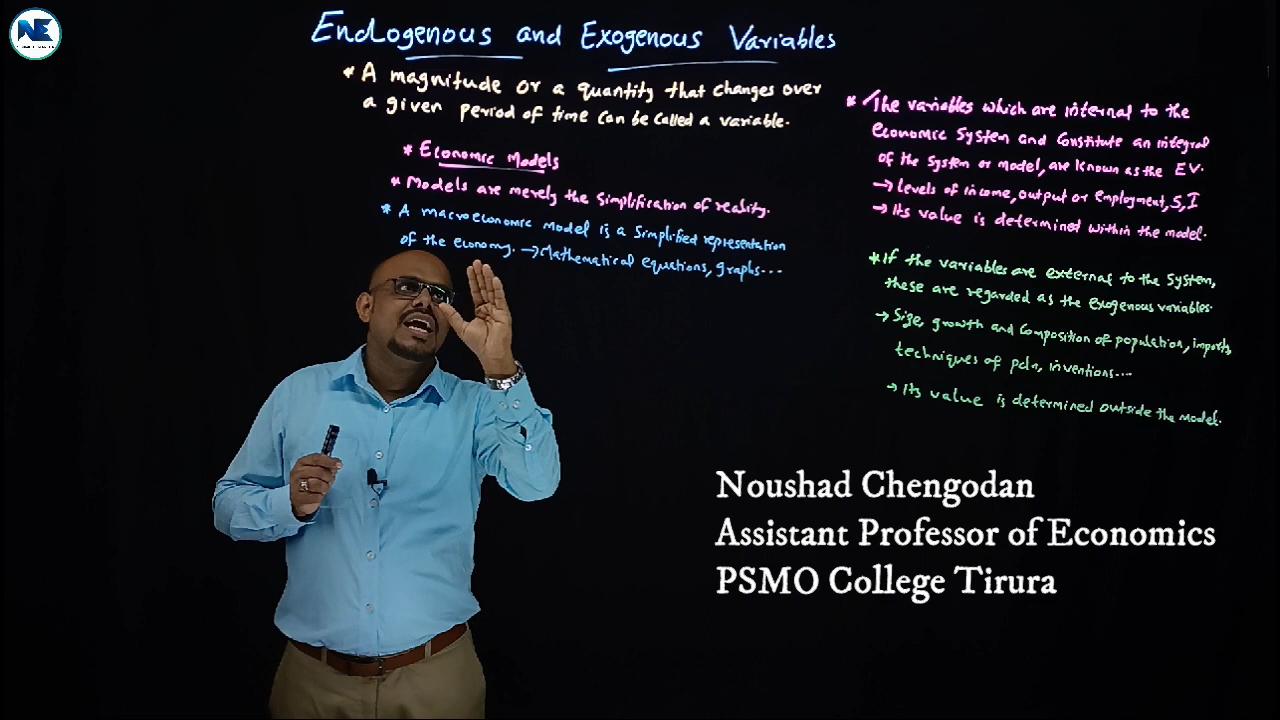 NE
Endogenous and Exogenous Variables
* A magnitude or a quantity that changes over
a given period of time can be called a variable.
* Economic Models
* Models are merely the simplification of reality.
* A macroeconomic model is a simplified representation
of the economy. → Mathematical equations, graphs...
* The variables which are internal to the
Economic System and Constitute an integral
of the System or model, are known as the EV.
→ Levels of income, output or employment, S, I
→ Its value is determined within the model.
* If the variables are external to the System,
these are regarded as the Exogenous variables.
→ Size, growth and Composition of population, imports,
techniques of pdn, inventions...
→ Its value is determined outside the model.
Noushad Chengodan
Assistant Professor of Economics
PSMO College Tirura